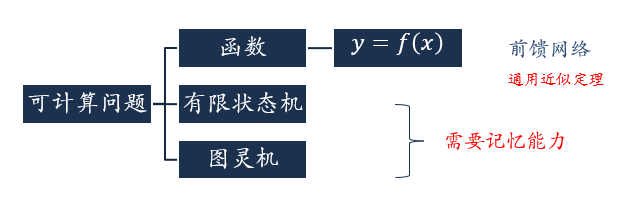 函数
y = f(x)
前馈网络
通用近似定理
可计算问题
有限状态机
需要记忆能力
图灵机